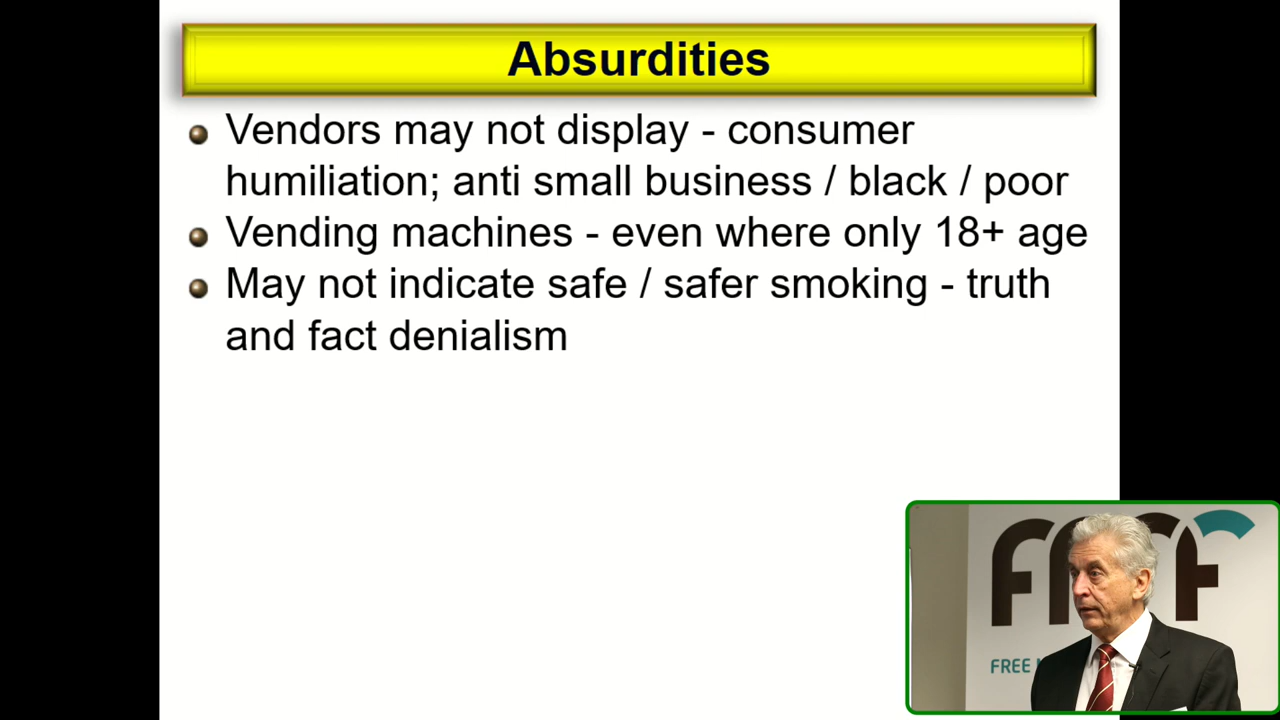 Absurdities
Vendors may not display - consumer
humiliation; anti small business / black / poor
Vending machines - even where only 18+ age
May not indicate safe / safer smoking - truth
and fact denialism
FREE